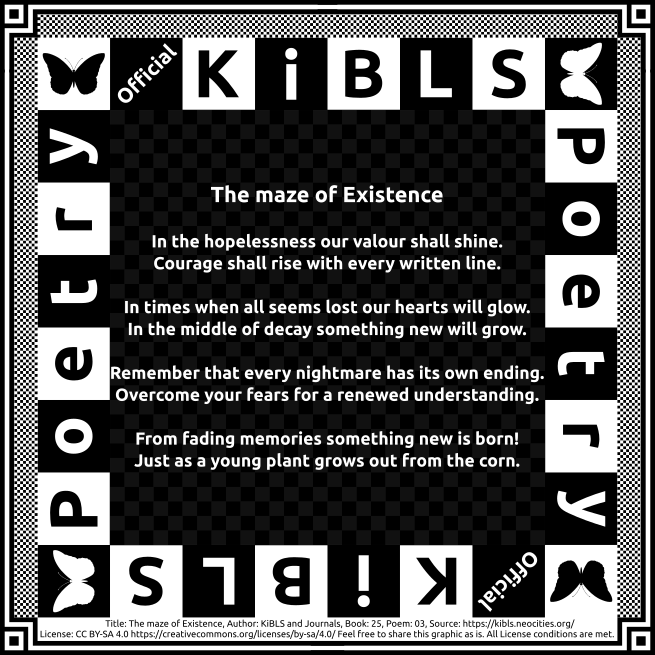 Official KiBLS
Poetry
Poetry
The maze of Existence
In the hopelessness our valour shall shine.
Courage shall rise with every written line.
In times when all seems lost our hearts will glow.
In the middle of decay something new will grow.
Remember that every nightmare has its own ending.
Overcome your fears for a renewed understanding.
From fading memories something new is born!
Just as a young plant grows out from the corn.
Official KiBLS
Title: The maze of Existence, Author: KiBLS and Journals, Book: 25, Poem: 03, Source: https://kibls.neocities.org/
License: CC BY-SA 4.0 https://creativecommons.org/licenses/by-sa/4.0/ Feel free to share this graphic as is. All License conditions are met.